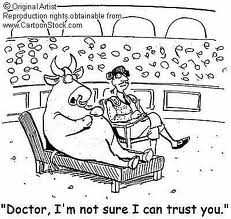 © Original Artist
Reproduction rights obtainable from
www.CartoonStock.com
"Doctor, I'm not sure I can trust you."